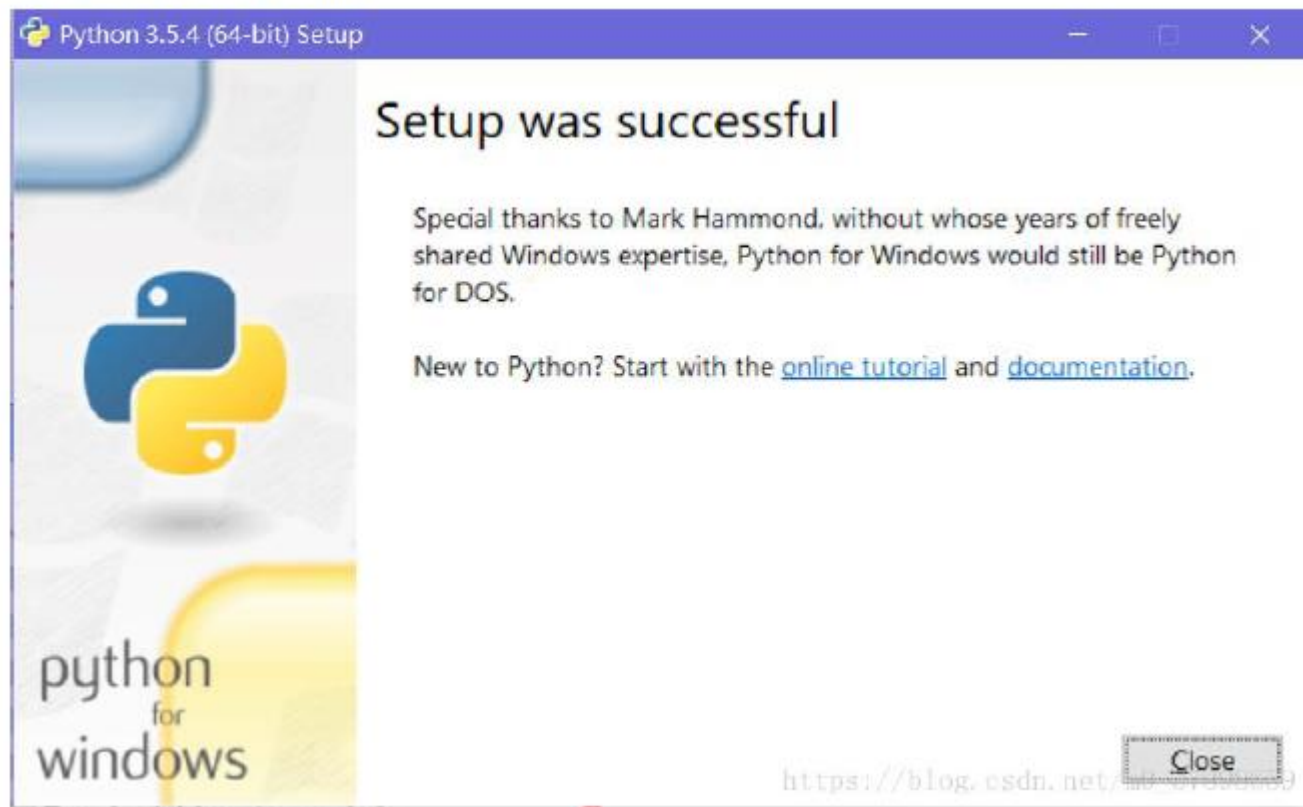 Python 3.5.4 (64-bit) Setup
Setup was successful
Special thanks to Mark Hammond, without whose years of freely
shared Windows expertise, Python for Windows would still be Python
for DOS.
New to Python? Start with the online tutorial and documentation.
python
for
windows
Close
https://blog.csdn.net/